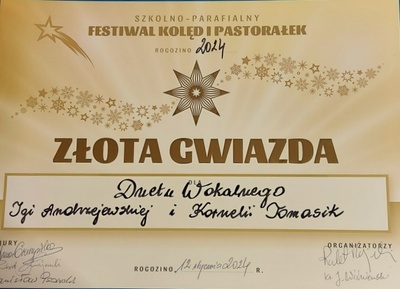 SZKOLNO-PARAFIALNY
FESTIWAL KOLĘD I PASTORAŁEK
ROGOZINO 2024
ZŁOTA GWIAZDA
Duetu Wokalnego
Igi Andrzejewskiej i Kornelii Tomasik
JURY
ORGANIZATORZY
ROGOZINO 12 stycznia 2024 R.